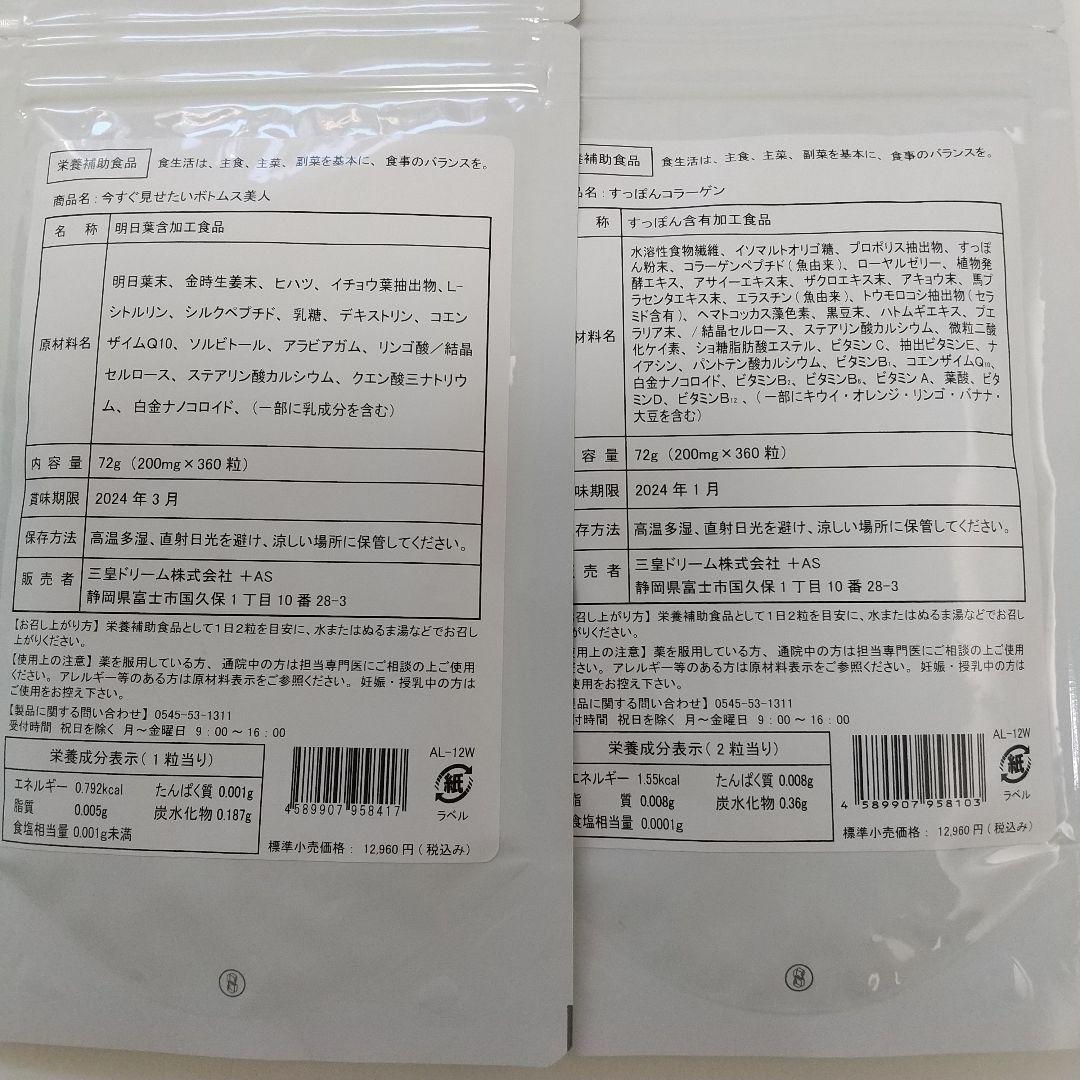 栄養補助食品 食生活は、主食、主菜、副菜を基本に、食事のバランスを。
商品名：今すぐ見せたいボトムス美人
名 称 明日葉含加工食品
原材料名
明日葉末、金時生姜末、ヒハツ、イチョウ葉抽出物、L-
シトルリン、シルクペプチド、乳糖、デキストリン、コエン
ザイムQ10、ソルビトール、アラビアガム、リンゴ酸／結晶
セルロース、ステアリン酸カルシウム、クエン酸三ナトリウ
ム、白金ナノコロイド、（一部に乳成分を含む）
内容量 72g（200mg×360粒）
賞味期限 2024年3月
保存方法 高温多湿、直射日光を避け、涼しい場所に保管してください。
販売者 三皇ドリーム株式会社 ＋AS
静岡県富士市国久保1丁目10番28-3
【お召し上がり方】栄養補助食品として1日2粒を目安に、水またはぬるま湯などでお召し
上がりください。
【使用上の注意】薬を服用している方、通院中の方は担当専門医にご相談の上ご使用
ください。アレルギー等のある方は原材料表示をご参照ください。妊娠・授乳中の方は
ご使用をお控え下さい。
【製品に関する問い合わせ】0545-53-1311
受付時間 祝日を除く 月～金曜日 9：00～16：00
栄養成分表示（1粒当り）
エネルギー 0.792kcal たんぱく質 0.001g
脂質 0.005g 炭水化物 0.187g
食塩相当量 0.001g未満
4589907958417
AL-12W
紙
ラベル
標準小売価格： 12,960円（税込み）
養補助食品 食生活は、主食、主菜、副菜を基本に、食事のバランスを。
品名：すっぽんコラーゲン
称 すっぽん含有加工食品
材料名
水溶性食物繊維、イソマルトオリゴ糖、プロポリス抽出物、すっぽ
ん粉末、コラーゲンペプチド（魚由来）、ローヤルゼリー、植物発
酵エキス、アサイーエキス末、ザクロエキス末、アキョウ末、馬プ
ラセンタエキス末、エラスチン（魚由来）、トウモロコシ抽出物（セラ
ミド含有）、ヘマトコッカス藻色素、黒豆末、ハトムギエキス、プエ
ラリア末、／結晶セルロース、ステアリン酸カルシウム、微粒二酸
化ケイ素、ショ糖脂肪酸エステル、ビタミンC、抽出ビタミンE、ナ
イアシン、パントテン酸カルシウム、ビタミンB₁、コエンザイムQ₁₀、
白金ナノコロイド、ビタミンB₂、ビタミンB₆、ビタミンA、葉酸、ビタ
ミンD、ビタミンB₁₂、（一部にキウイ・オレンジ・リンゴ・バナナ・
大豆を含む）
容量 72g（200mg×360粒）
味期限 2024年1月
存方法 高温多湿、直射日光を避け、涼しい場所に保管してください。
売者 三皇ドリーム株式会社 ＋AS
静岡県富士市国久保1丁目10番28-3
お召し上がり方】栄養補助食品として1日2粒を目安に、水またはぬるま湯などでお召し
がりください。
使用上の注意】薬を服用している方、通院中の方は担当専門医にご相談の上ご使用
ださい。アレルギー等のある方は原材料表示をご参照ください。妊娠・授乳中の方は
使用をお控え下さい。
製品に関する問い合わせ】0545-53-1311
付時間 祝日を除く 月～金曜日 9：00～16：00
栄養成分表示（2粒当り）
エネルギー 1.55kcal たんぱく質 0.008g
脂 質 0.008g 炭水化物 0.36g
食塩相当量 0.0001g
4589907958103
AL-12W
紙
ラベル
標準小売価格： 12,960円（税込み）